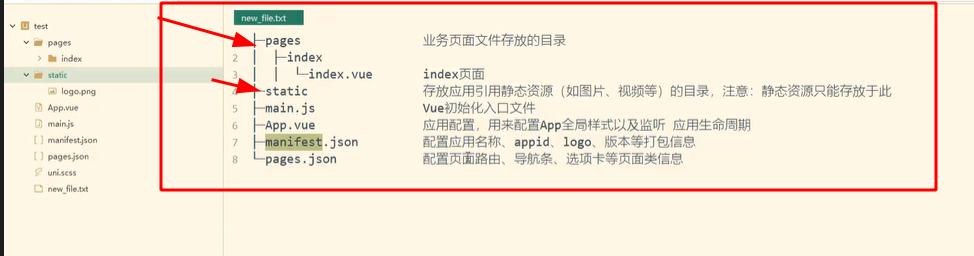 test
pages
index
static
logo.png
App.vue
main.js
manifest.json
pages.json
uni.scss
new_file.txt
new_file.txt
├─pages 业务页面文件存放的目录
2 │ ├─index
3 │ │ └─index.vue index页面
4 ├─static 存放应用引用静态资源（如图片、视频等）的目录，注意：静态资源只能存放于此
5 ├─main.js Vue初始化入口文件
6 ├─App.vue 应用配置，用来配置App全局样式以及监听 应用生命周期
7 ├─manifest.json 配置应用名称、appid、logo、版本等打包信息
8 └─pages.json 配置页面路由、导航条、选项卡等页面类信息